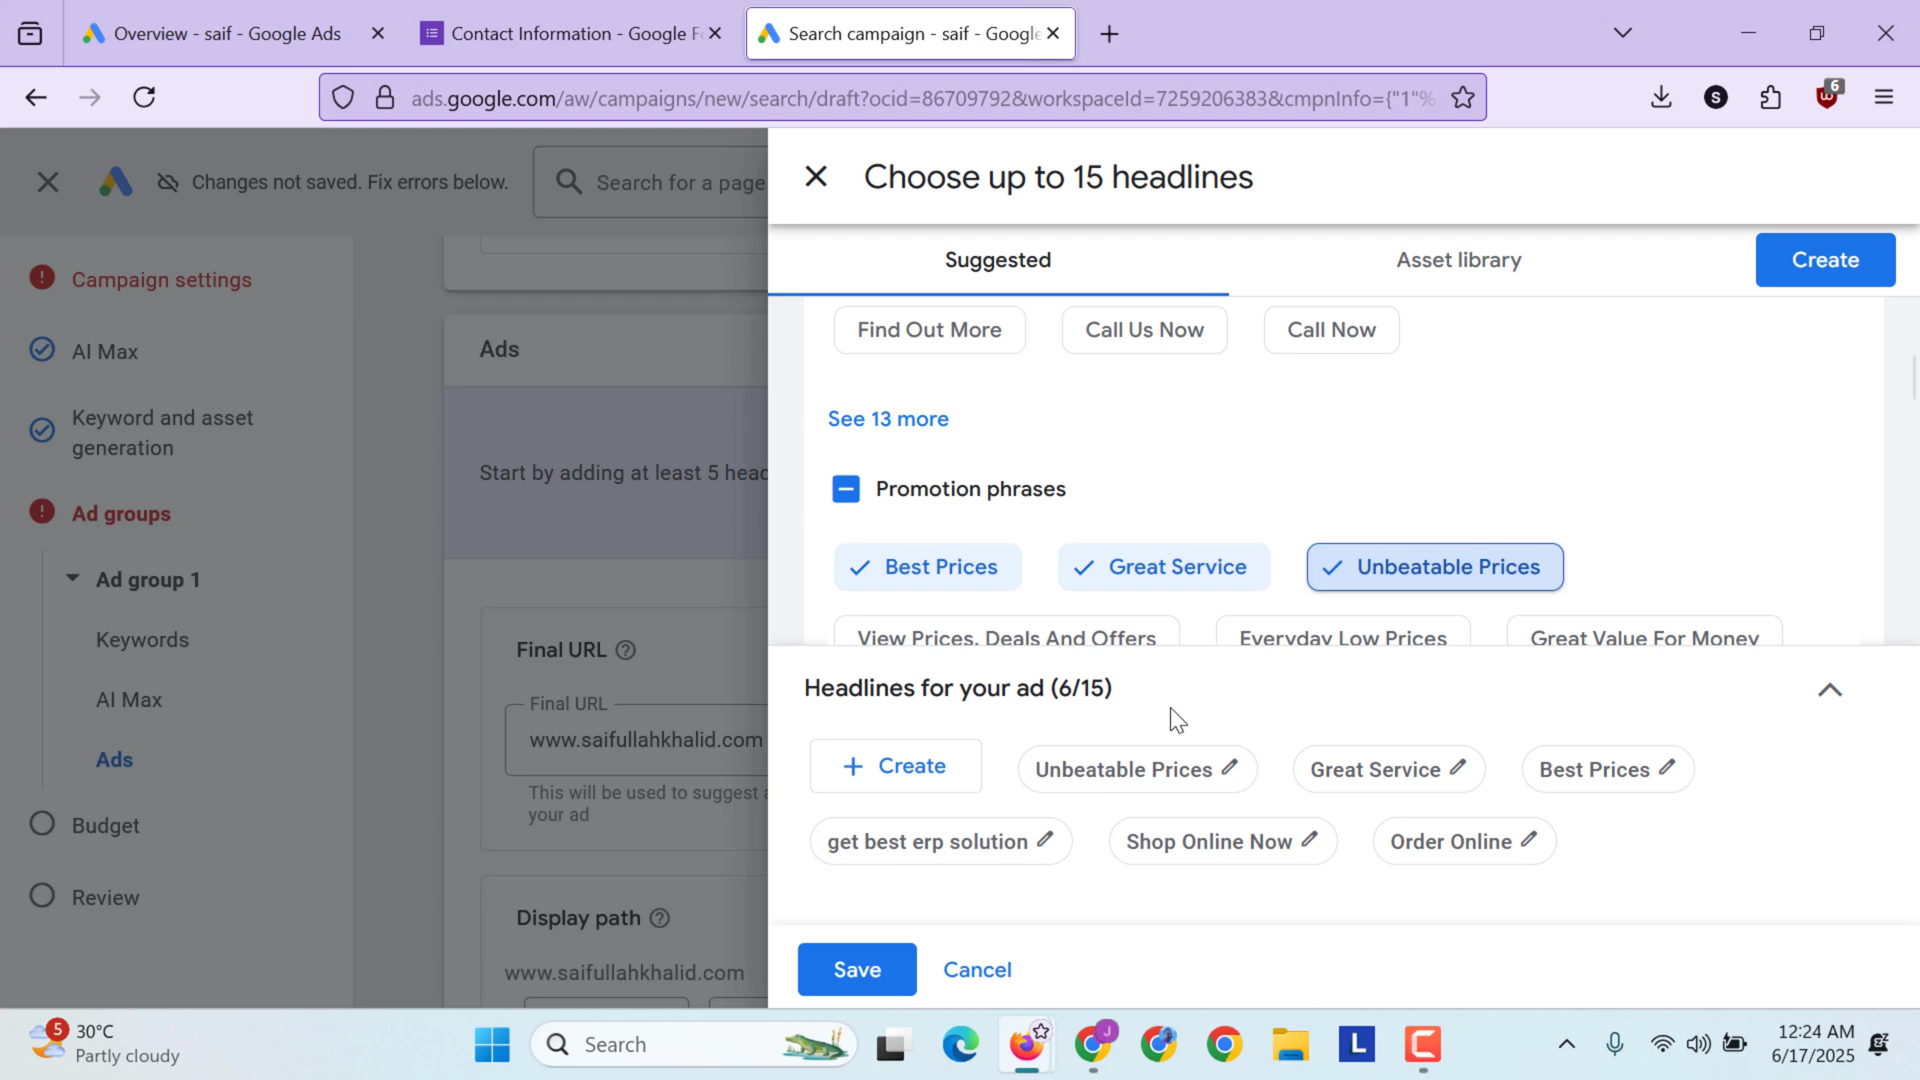 Overview - saif - Google Ads
Contact Information - Google Fo
Search campaign - saif - Google
ads.google.com/aw/campaigns/new/search/draft?ocid=86709792&workspaceId=7259206383&cmpnInfo={"1"%
S
6
Changes not saved. Fix errors below.
Search for a page
Choose up to 15 headlines
Suggested
Asset library
Create
Campaign settings
AI Max
Keyword and asset
generation
Ad groups
Ad group 1
Keywords
AI Max
Ads
Budget
Review
Ads
Start by adding at least 5 head
Final URL
Final URL
www.saifullahkhalid.com
This will be used to suggest a
your ad
Display path
www.saifullahkhalid.com
Find Out More
Call Us Now
Call Now
See 13 more
Promotion phrases
Best Prices
Great Service
Unbeatable Prices
View Prices, Deals And Offers
Everyday Low Prices
Great Value For Money
Headlines for your ad (6/15)
+ Create
Unbeatable Prices
Great Service
Best Prices
get best erp solution
Shop Online Now
Order Online
Save
Cancel
5
30°C
Partly cloudy
Search
J
L
12:24 AM
6/17/2025